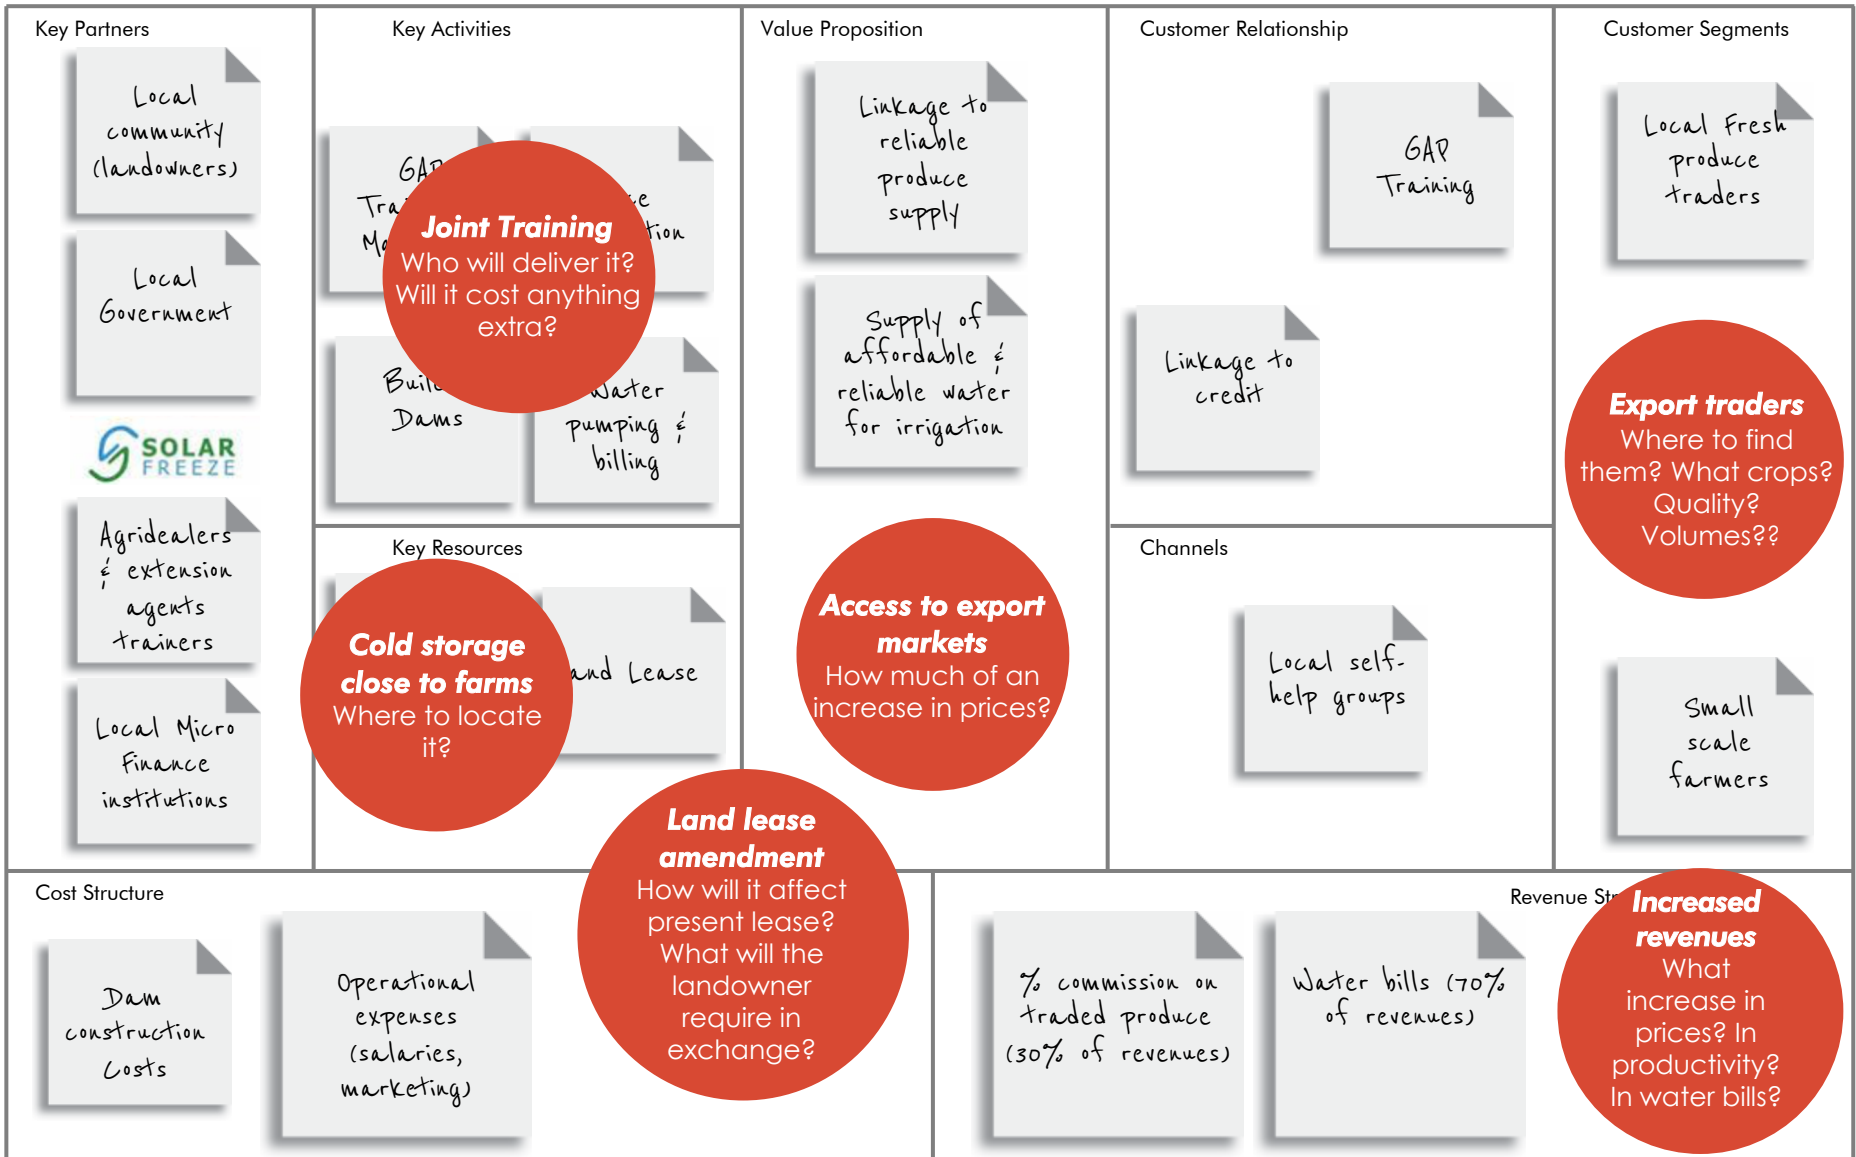 Key Partners
Local
community
(landowners)
Local
Government
SOLAR
FREEZE
Agridealers
& extension
agents
trainers
Local Micro
Finance
institutions
Key Activities
GAP
Joint Training
Who will deliver it?
Will it cost anything
extra?
Dams
Water
pumping &
billing
Key Resources
Cold storage
close to farms
Where to locate
it?
Lease
Value Proposition
Linkage to
reliable
produce
supply
Supply of
affordable &
reliable water
for irrigation
Access to export
markets
How much of an
increase in prices?
Customer Relationship
GAP
Training
Linkage to
credit
Channels
Local self-
help groups
Customer Segments
Local Fresh
produce
traders
Export traders
Where to find
them? What crops?
Quality?
Volumes??
Small
scale
farmers
Cost Structure
Dam
construction
Costs
Operational
expenses
(salaries,
marketing)
Land lease
amendment
How will it affect
present lease?
What will the
landowner
require in
exchange?
Revenue
% commission on
traded produce
(30% of revenues)
Water bills (70%
of revenues)
Increased
revenues
What
increase in
prices? In
productivity?
In water bills?